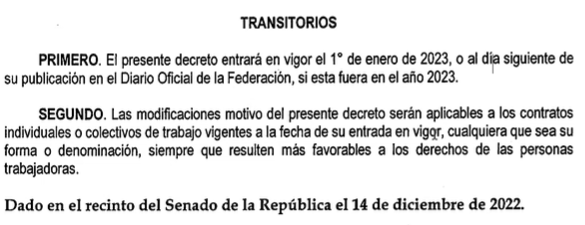 TRANSITORIOS
PRIMERO. El presente decreto entrará en vigor el 1° de enero de 2023, o al día siguiente de
su publicación en el Diario Oficial de la Federación, si esta fuera en el año 2023.
SEGUNDO. Las modificaciones motivo del presente decreto serán aplicables a los contratos
individuales o colectivos de trabajo vigentes a la fecha de su entrada en vigor, cualquiera que sea su
forma o denominación, siempre que resulten más favorables a los derechos de las personas
trabajadoras.
Dado en el recinto del Senado de la República el 14 de diciembre de 2022.